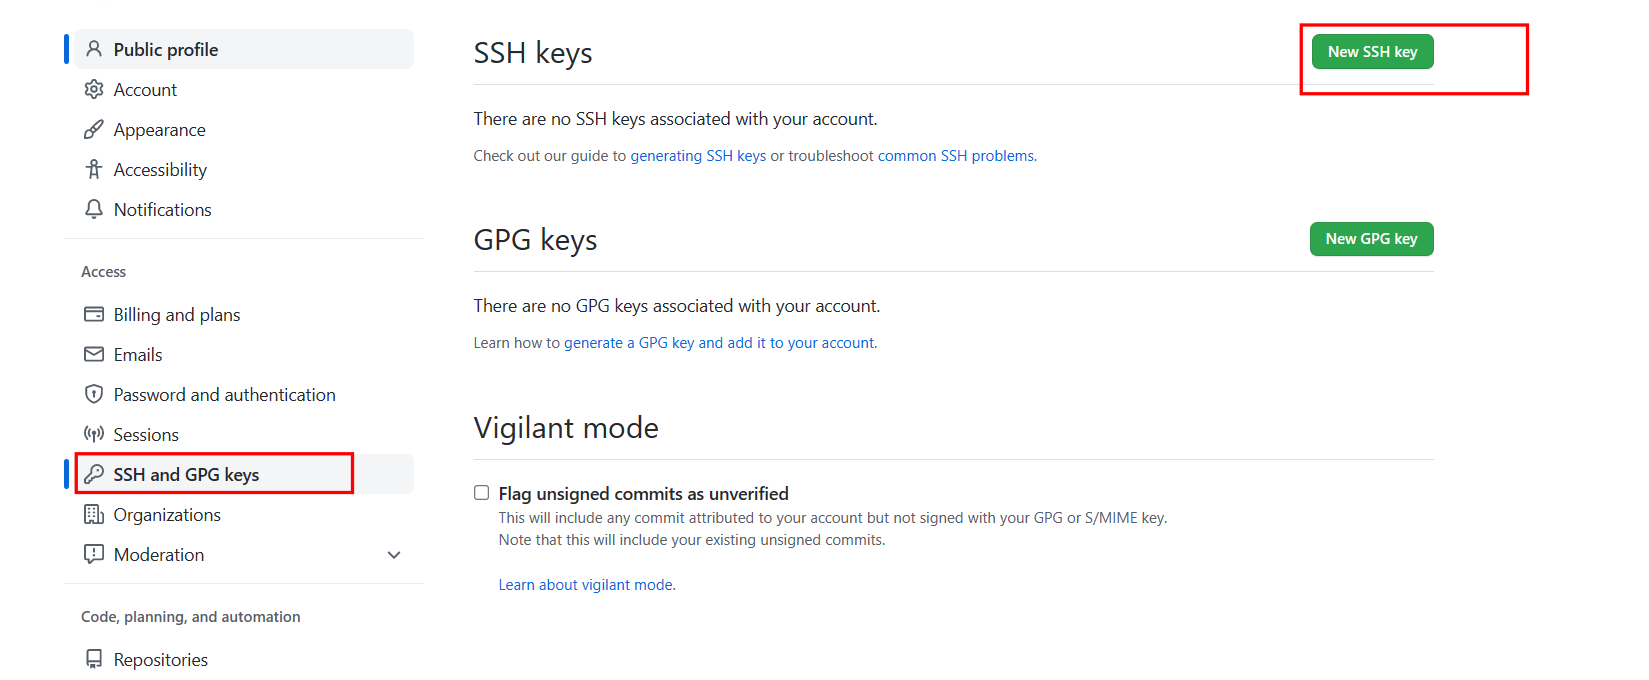 Public profile
Account
Appearance
Accessibility
Notifications
Access
Billing and plans
Emails
Password and authentication
Sessions
SSH and GPG keys
Organizations
Moderation
Code, planning, and automation
Repositories
SSH keys
New SSH key
There are no SSH keys associated with your account.
Check out our guide to generating SSH keys or troubleshoot common SSH problems.
GPG keys
New GPG key
There are no GPG keys associated with your account.
Learn how to generate a GPG key and add it to your account.
Vigilant mode
Flag unsigned commits as unverified
This will include any commit attributed to your account but not signed with your GPG or S/MIME key.
Note that this will include your existing unsigned commits.
Learn about vigilant mode.